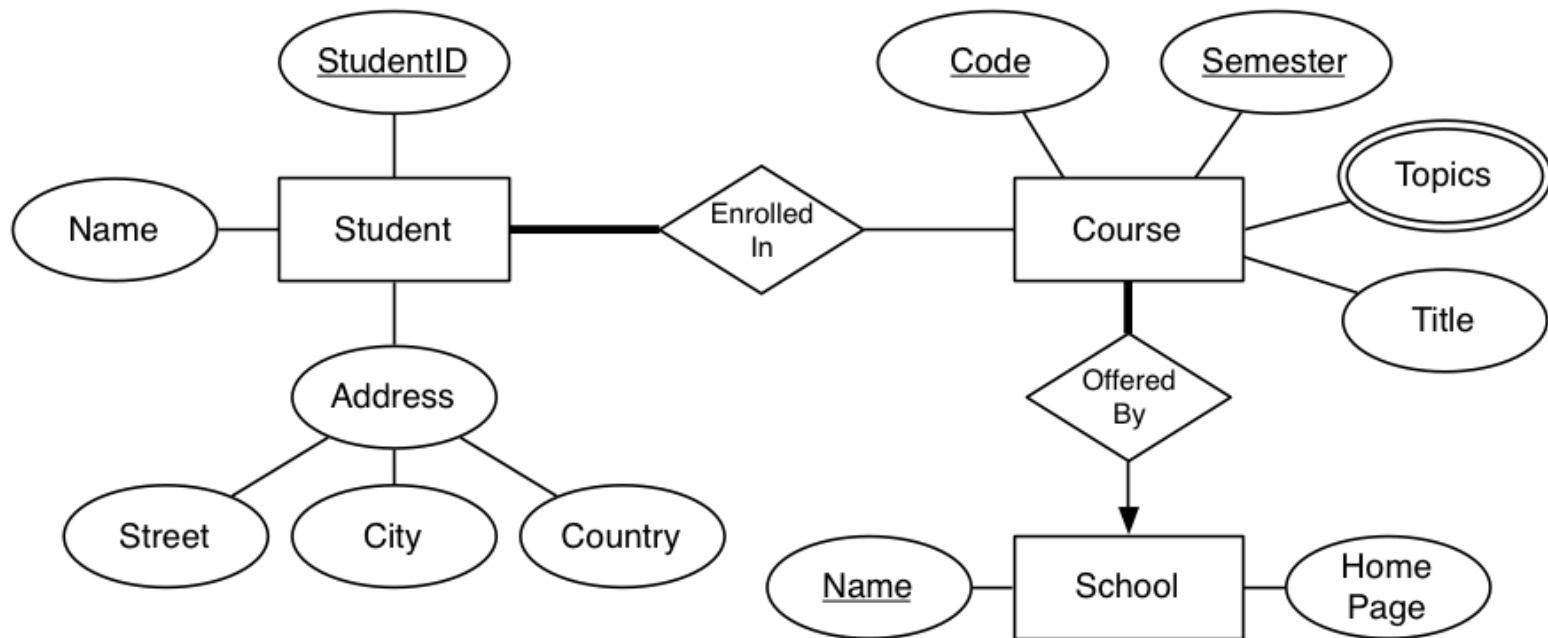 StudentID
Code
Semester
Topics
Name
Student
Enrolled
In
Course
Title
Address
Offered
By
Street
City
Country
Name
School
Home
Page